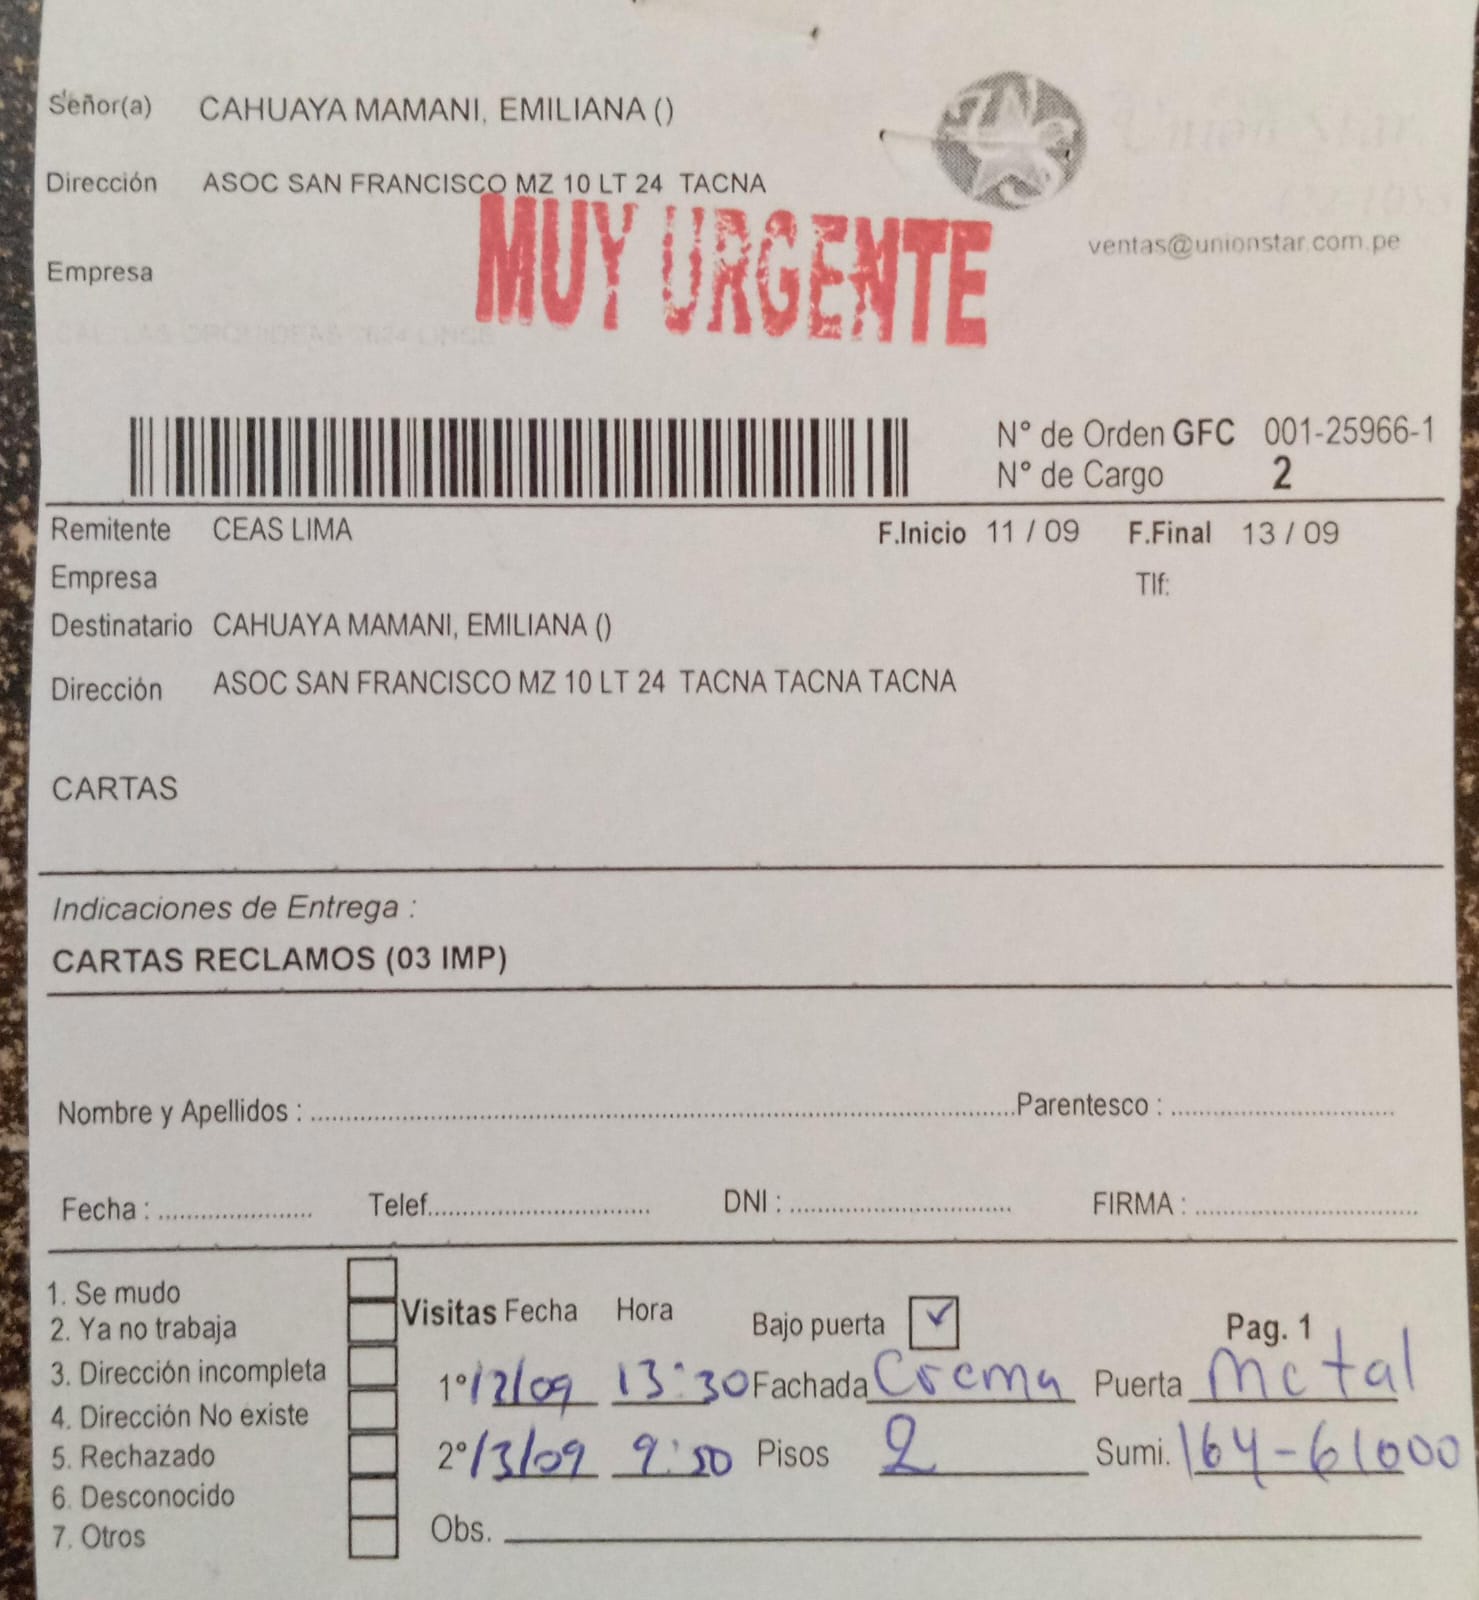 Señor(a) CAHUAYA MAMANI, EMILIANA ()
Dirección ASOC SAN FRANCISCO MZ 10 LT 24 TACNA
MUY URGENTE
ventas@unionstar.com.pe
Empresa
N° de Orden GFC 001-25966-1
N° de Cargo 2
Remitente CEAS LIMA F.Inicio 11 / 09 F.Final 13 / 09
Empresa Tlf:
Destinatario CAHUAYA MAMANI, EMILIANA ()
Dirección ASOC SAN FRANCISCO MZ 10 LT 24 TACNA TACNA TACNA
CARTAS
Indicaciones de Entrega :
CARTAS RECLAMOS (03 IMP)
Nombre y Apellidos : Parentesco :
Fecha : Telef. DNI : FIRMA :
1. Se mudo
2. Ya no trabaja
3. Dirección incompleta
4. Dirección No existe
5. Rechazado
6. Desconocido
7. Otros
Visitas Fecha Hora Bajo puerta Pag. 1
1° 12/09 13:30 Fachada Crema Puerta Metal
2° 13/09 9:50 Pisos 2 Sumi. 164-61000
Obs.